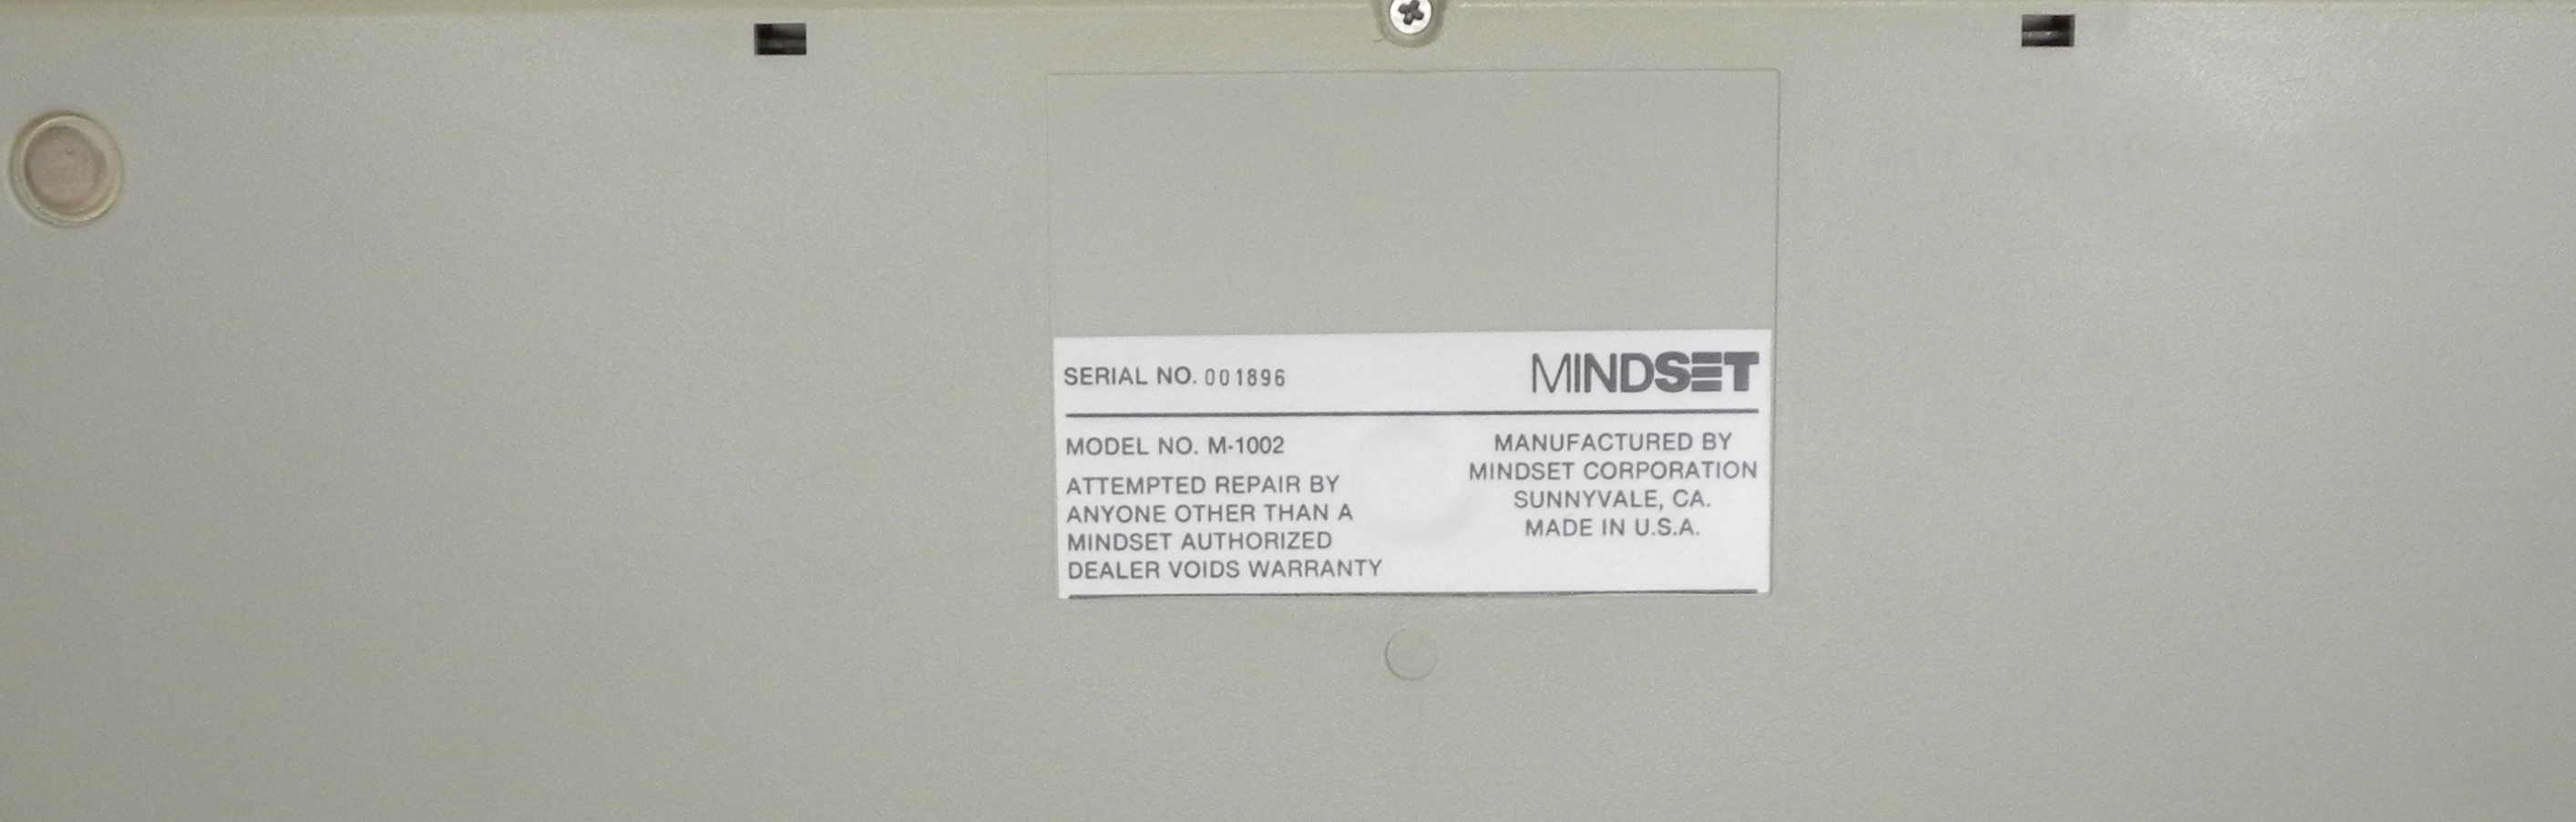 SERIAL NO. 001896
MINDSET
MODEL NO. M-1002
ATTEMPTED REPAIR BY
ANYONE OTHER THAN A
MINDSET AUTHORIZED
DEALER VOIDS WARRANTY
MANUFACTURED BY
MINDSET CORPORATION
SUNNYVALE, CA.
MADE IN U.S.A.